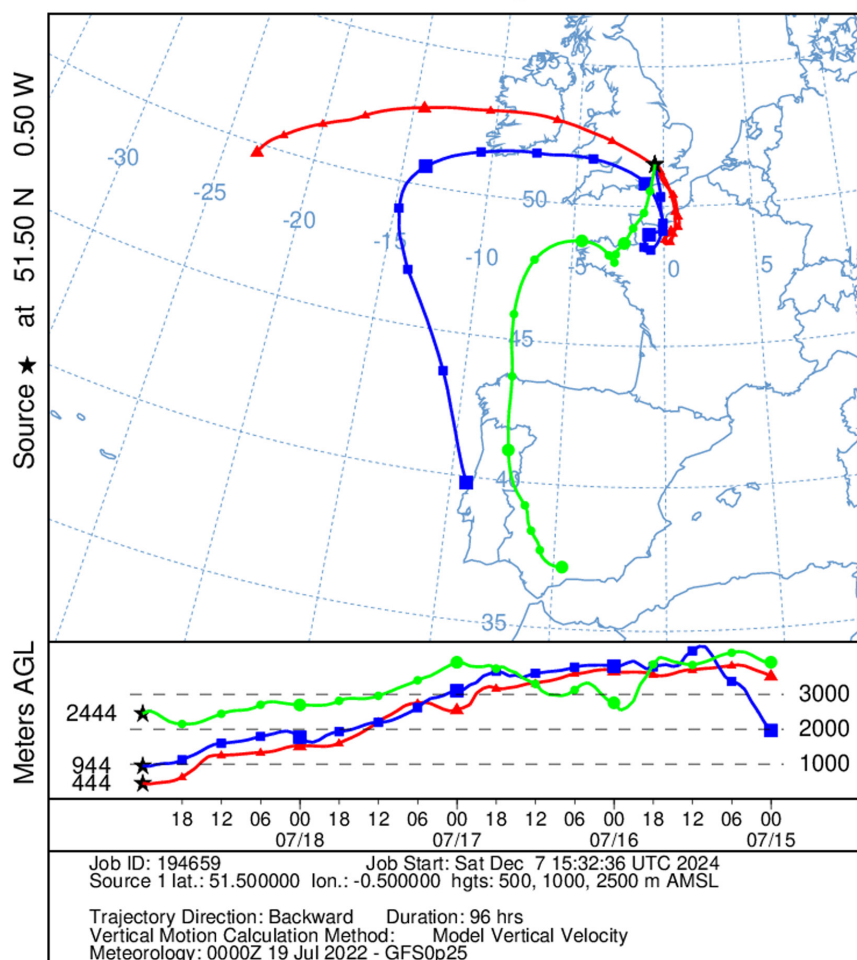 Source ★ at 51.50 N 0.50 W
55
-30
-25
-20
-15
50
-10
-5
0
5
45
40
35
Meters AGL
2444
944
444
3000
2000
1000
18 12 06 00 18 12 06 00 18 12 06 00 18 12 06 00
07/18 07/17 07/16 07/15
Job ID: 194659 Job Start: Sat Dec 7 15:32:36 UTC 2024
Source 1 lat.: 51.500000 lon.: -0.500000 hgts: 500, 1000, 2500 m AMSL
Trajectory Direction: Backward Duration: 96 hrs
Vertical Motion Calculation Method: Model Vertical Velocity
Meteorology: 0000Z 19 Jul 2022 - GFS0p25